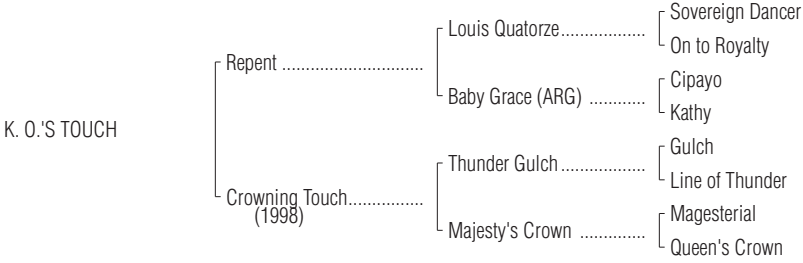 Sovereign Dancer
Louis Quatorze..................
On to Royalty
Repent ..............................
Cipayo
Baby Grace (ARG) ............
Kathy
K. O.'S TOUCH
Gulch
Thunder Gulch..................
Line of Thunder
Crowning Touch................
(1998)
Magesterial
Majesty's Crown ..............
Queen's Crown